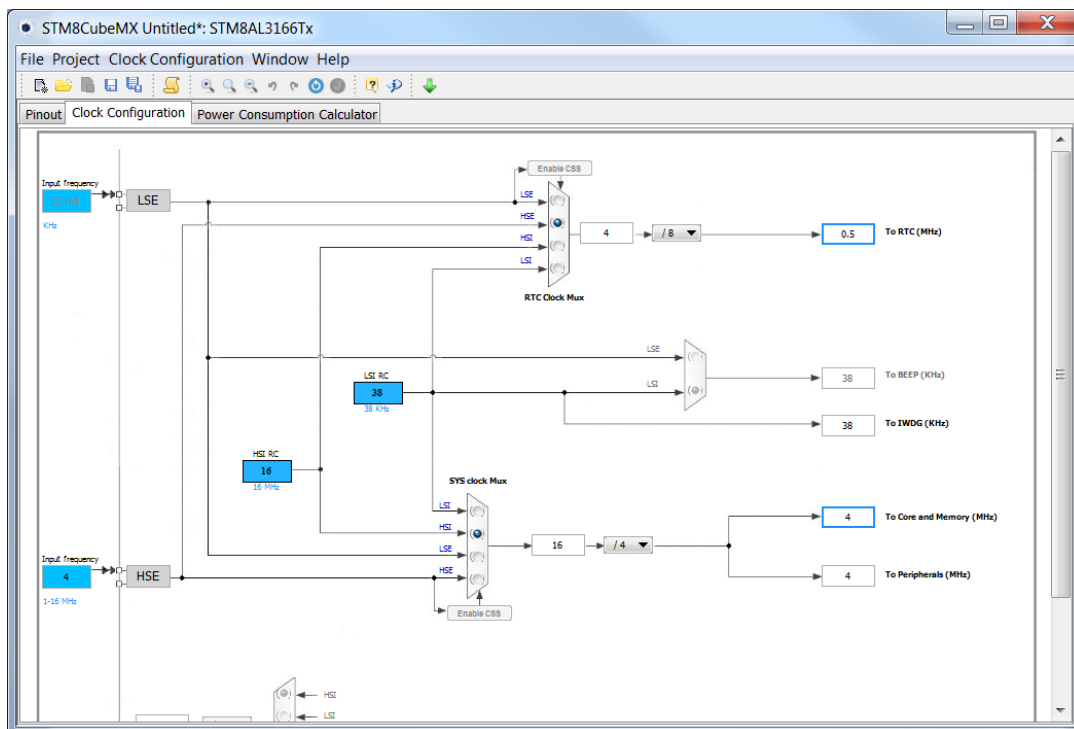 STM8CubeMX Untitled*: STM8AL3166Tx
File Project Clock Configuration Window Help
Pinout Clock Configuration Power Consumption Calculator
Enable CSS
Input frequency
32.768
KHz
LSE
LSE
HSE
HSI
LSI
4
/ 8
0.5
To RTC (MHz)
RTC Clock Mux
LSE
LSI
38
To BEEP (KHz)
LSI RC
38
38 KHz
38
To IWDG (KHz)
HSI RC
16
16 MHz
SYS clock Mux
LSI
HSI
LSE
HSE
16
/ 4
4
To Core and Memory (MHz)
4
To Peripherals (MHz)
Input frequency
4
1-16 MHz
HSE
Enable CSS
HSI
LSI